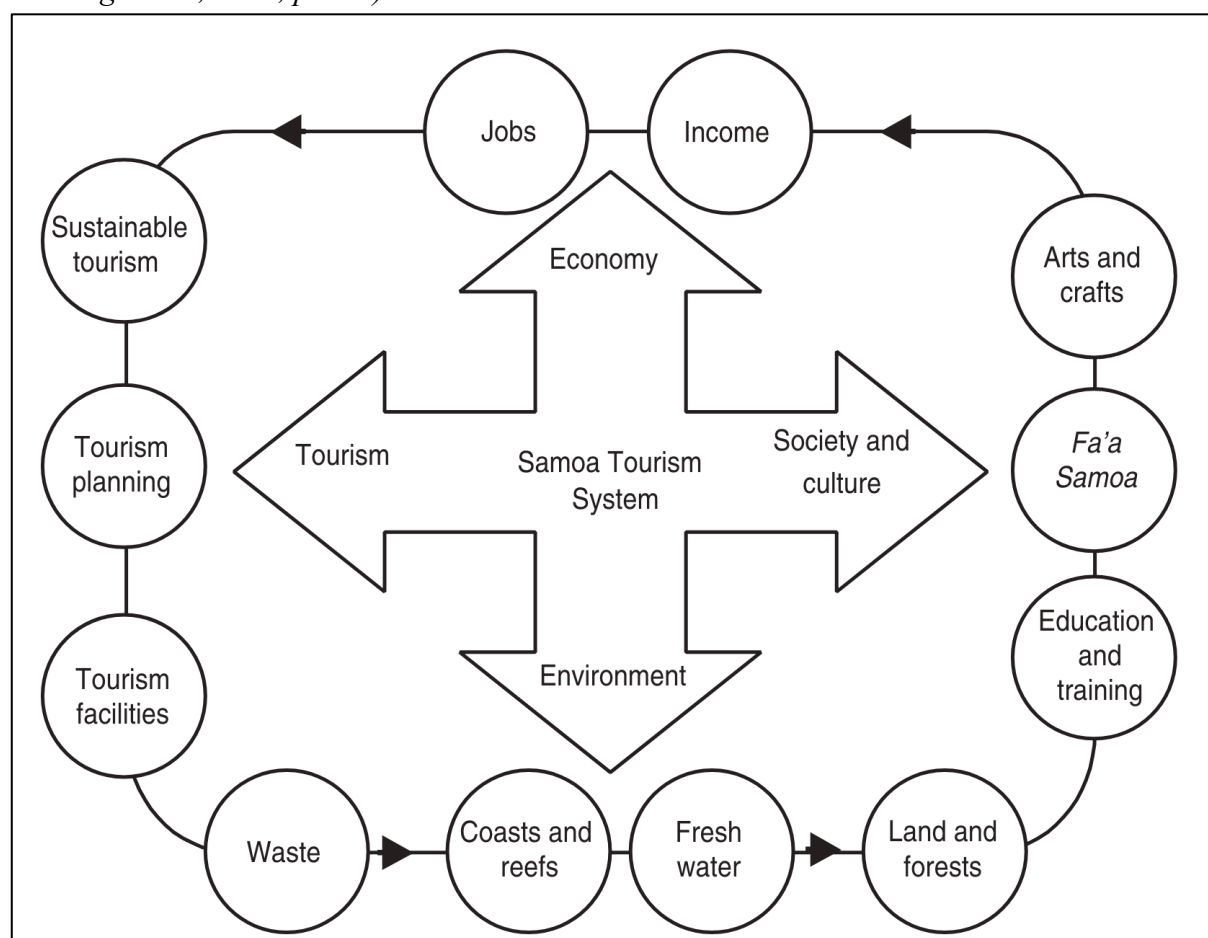 Jobs
Income
Sustainable
tourism
Economy
Arts and
crafts
Tourism
planning
Tourism
Samoa Tourism
System
Society and
culture
Fa'a
Samoa
Tourism
facilities
Environment
Education
and
training
Waste
Coasts and
reefs
Fresh
water
Land and
forests